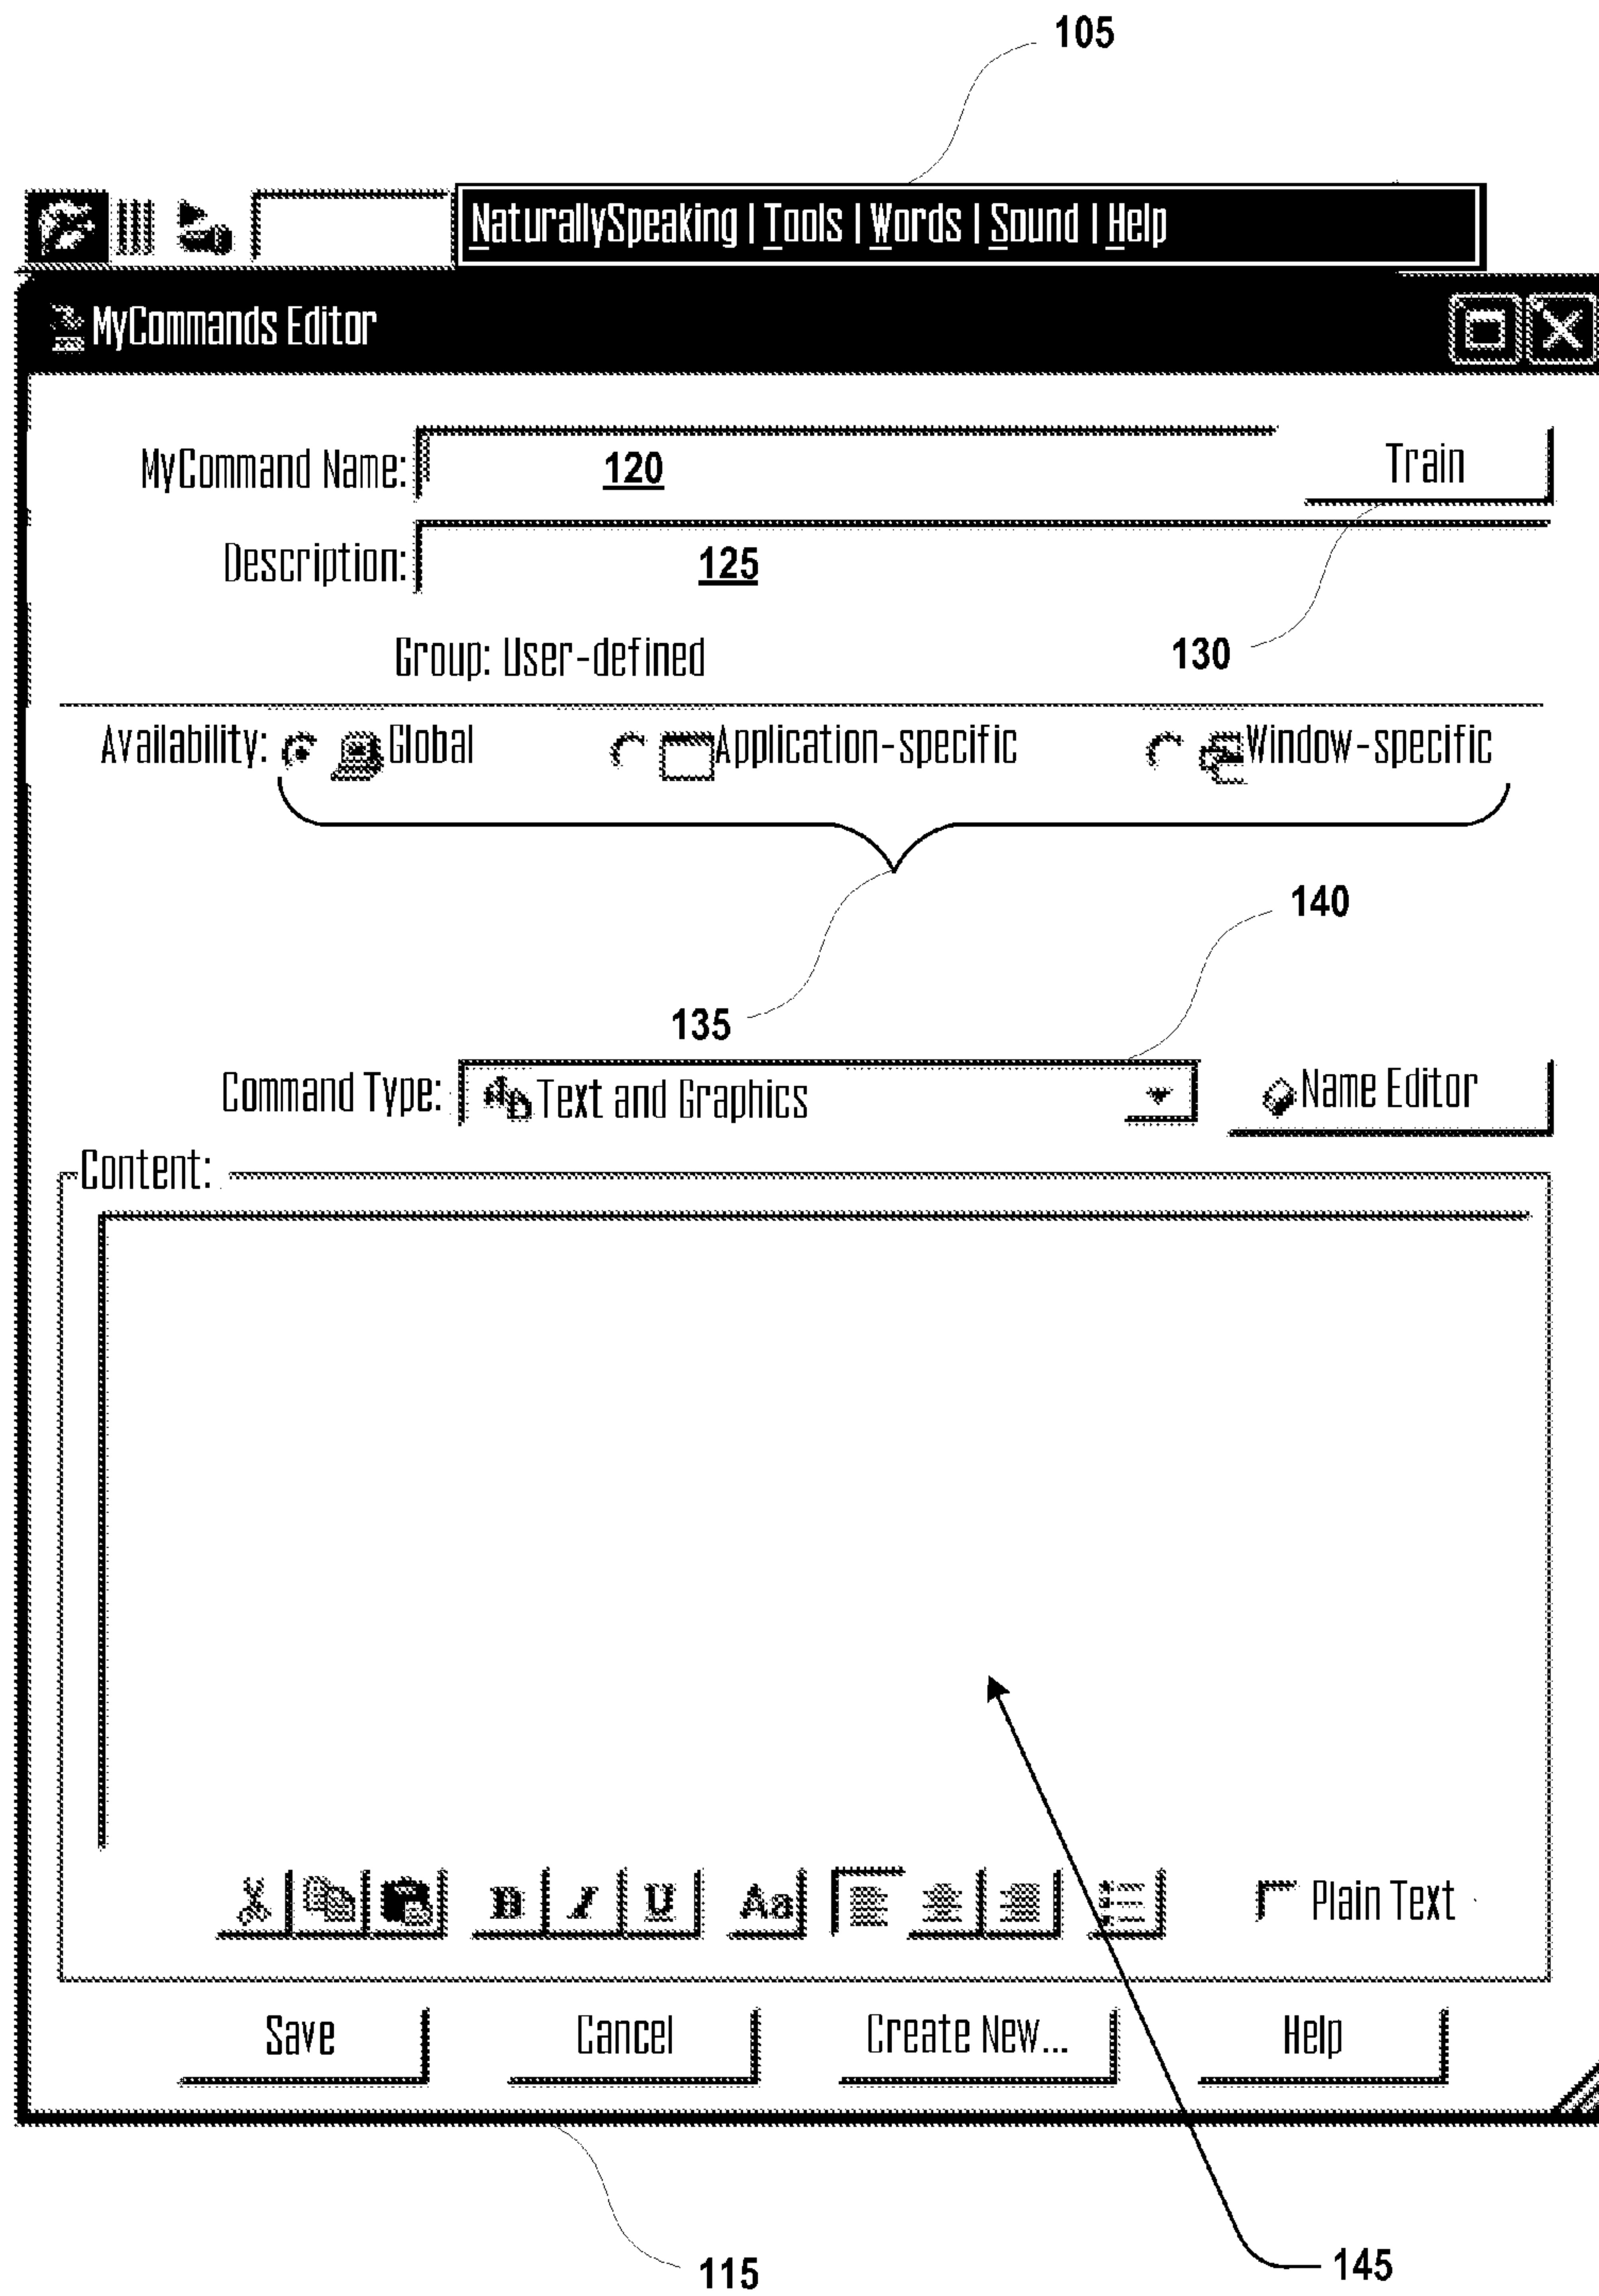 105
NaturallySpeaking | Tools | Words | Sound | Help
MyCommands Editor
MyCommand Name: 120 Train
Description: 125
Group: User-defined 130
Availability: Global Application-specific Window-specific
140
135
Command Type: Text and Graphics Name Editor
Content:
B I U Aa Plain Text
Save Cancel Create New... Help
115 145